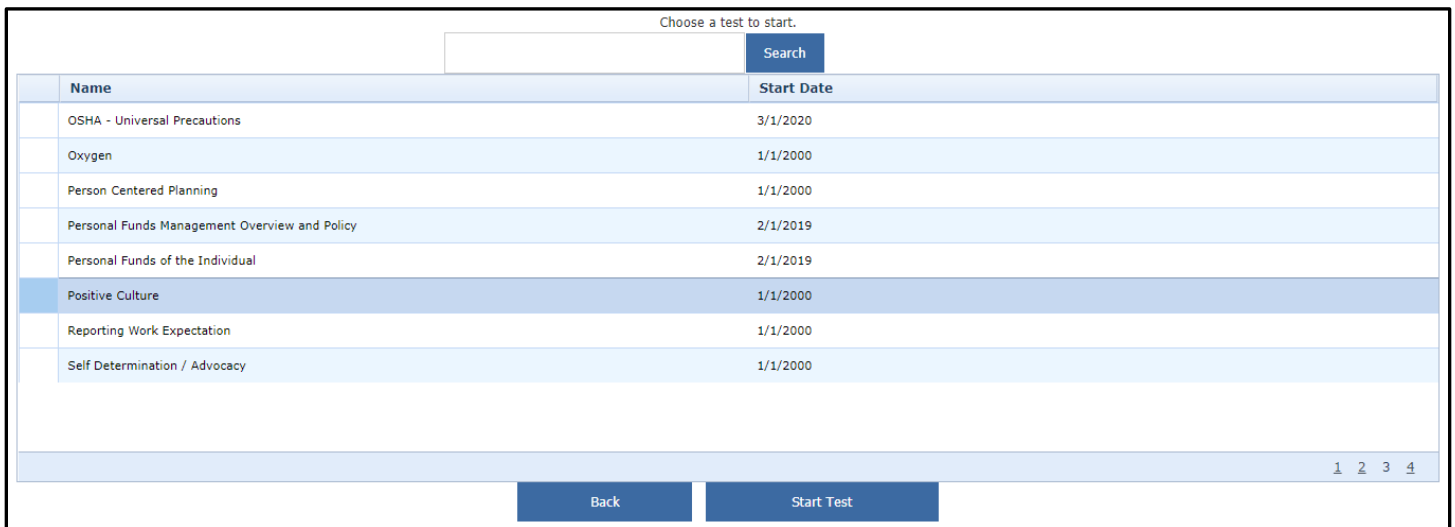 Choose a test to start.
Search
Name Start Date
OSHA - Universal Precautions 3/1/2020
Oxygen 1/1/2000
Person Centered Planning 1/1/2000
Personal Funds Management Overview and Policy 2/1/2019
Personal Funds of the Individual 2/1/2019
Positive Culture 1/1/2000
Reporting Work Expectation 1/1/2000
Self Determination / Advocacy 1/1/2000
1 2 3 4
Back Start Test